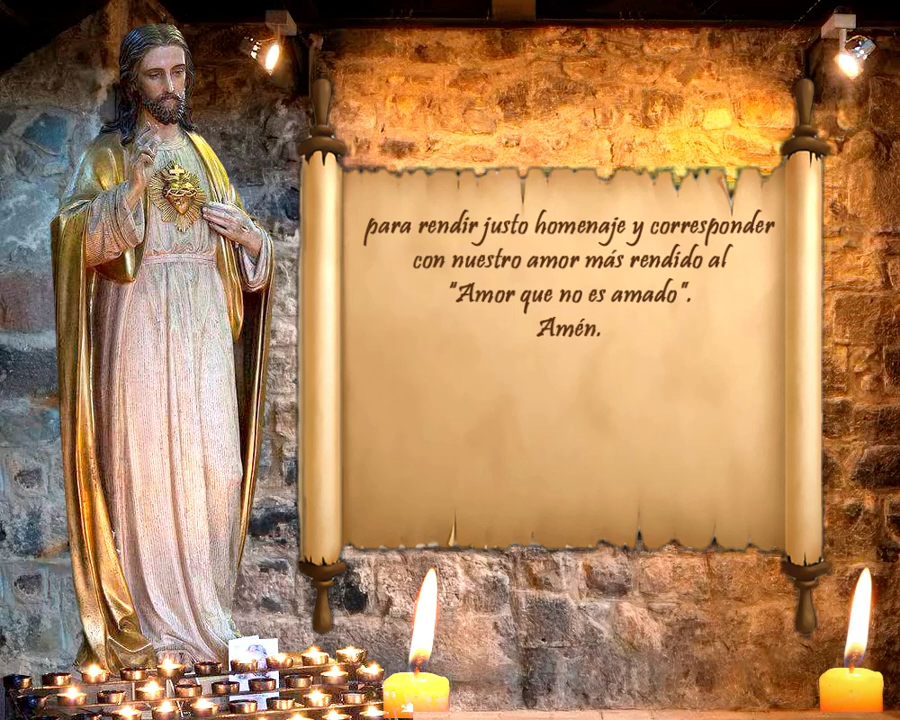 para rendir justo homenaje y corresponder
con nuestro amor más rendido al
"Amor que no es amado".
Amén.